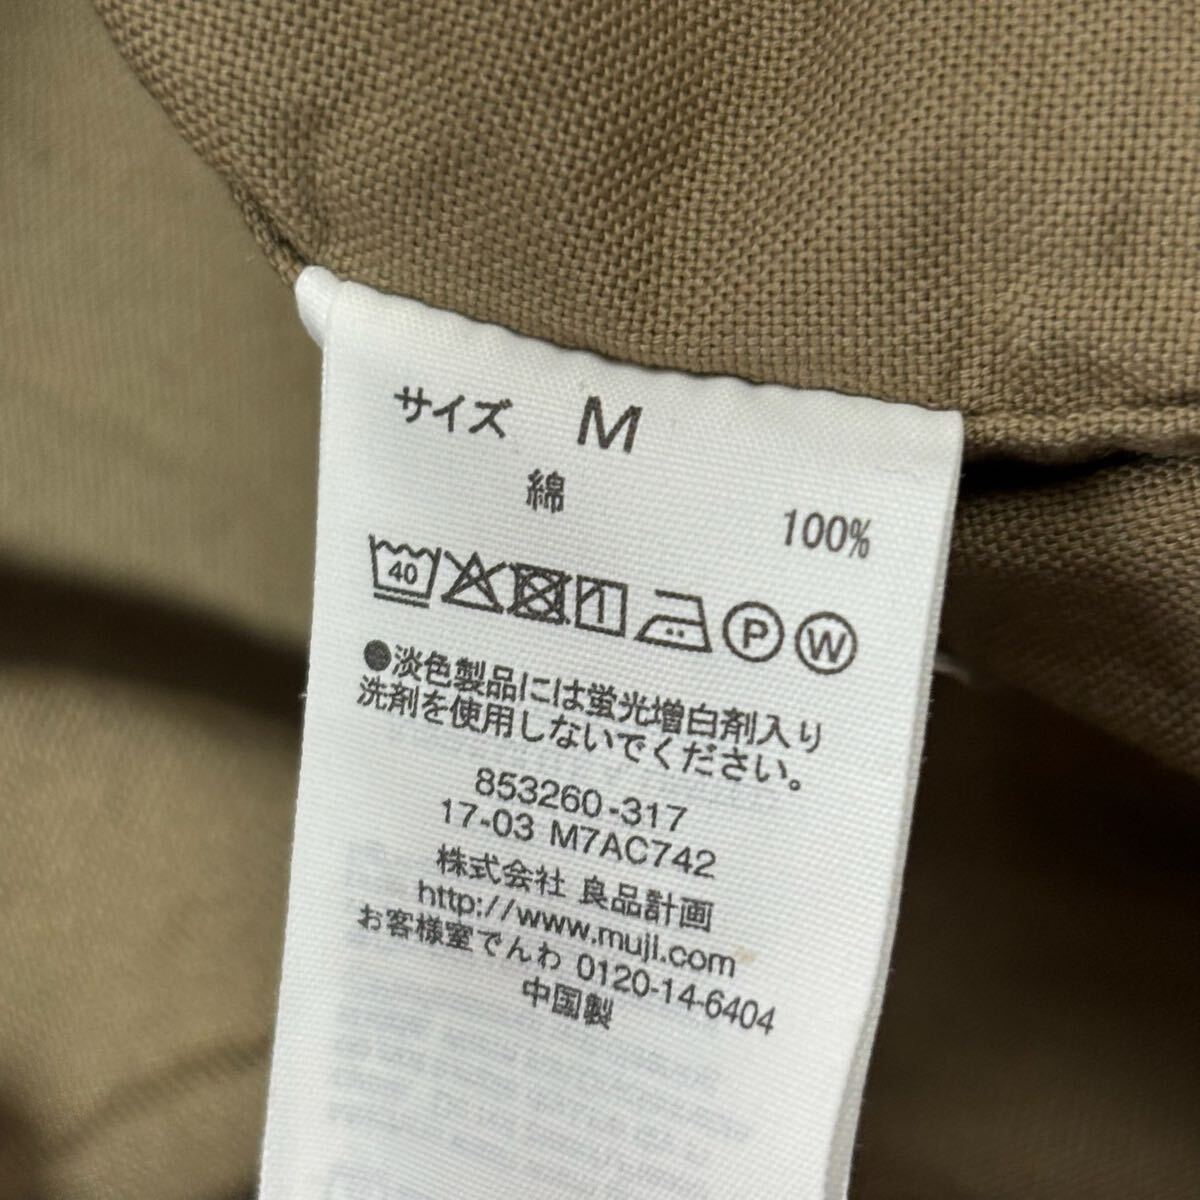 サイズ M
綿 100%
40 P W
●淡色製品には蛍光増白剤入り
洗剤を使用しないでください。
853260-317
17-03 M7AC742
株式会社 良品計画
http://www.muji.com
お客様室でんわ 0120-14-6404
中国製